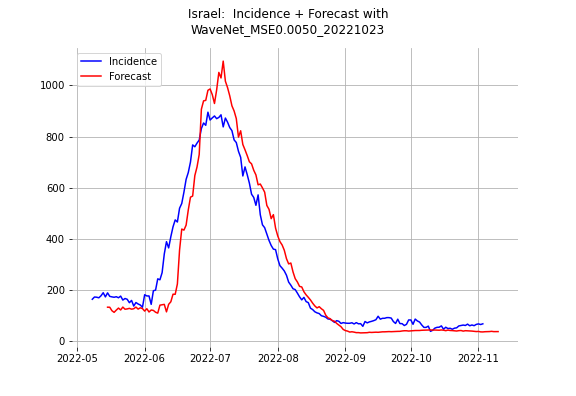 Israel:  Incidence + Forecast with
WaveNet_MSE0.0050_20221023
Incidence
Forecast
1000
800
600
400
200
0
2022-05 2022-06 2022-07 2022-08 2022-09 2022-10 2022-11